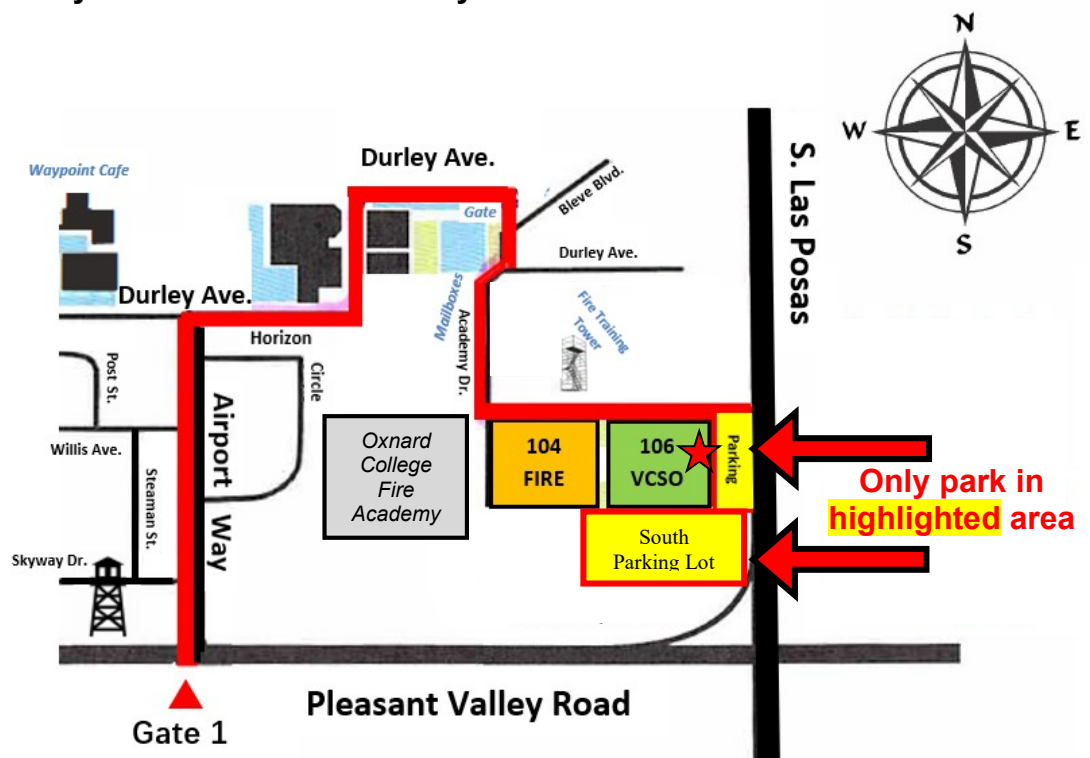 N
W
E
S
Durley Ave.
Waypoint Cafe
Gate
Bleve Blvd.
S. Las Posas
Durley Ave.
Durley Ave.
Mailboxes
Academy Dr.
Fire Training
Tower
Horizon
Circle
Post St.
Airport
Way
Willis Ave.
Steaman St.
Skyway Dr.
Oxnard
College
Fire
Academy
104
FIRE
106
VCSO
Parking
Only park in
highlighted area
South
Parking Lot
Pleasant Valley Road
Gate 1